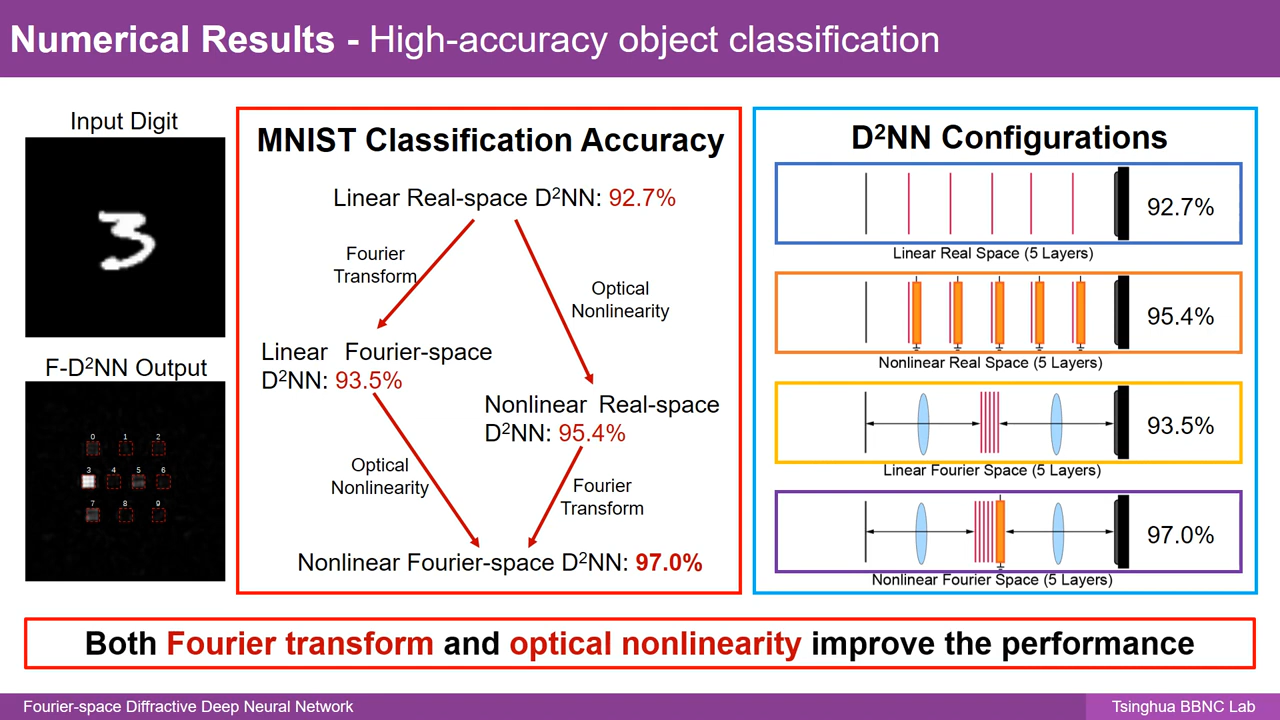 Numerical Results - High-accuracy object classification
Input Digit
F-D²NN Output
0 1 2
3 4 5 6
7 8 9
MNIST Classification Accuracy
Linear Real-space D²NN: 92.7%
Fourier
Transform
Optical
Nonlinearity
Linear Fourier-space
D²NN: 93.5%
Nonlinear Real-space
D²NN: 95.4%
Optical
Nonlinearity
Fourier
Transform
Nonlinear Fourier-space D²NN: 97.0%
D²NN Configurations
92.7%
Linear Real Space (5 Layers)
95.4%
Nonlinear Real Space (5 Layers)
93.5%
Linear Fourier Space (5 Layers)
97.0%
Nonlinear Fourier Space (5 Layers)
Both Fourier transform and optical nonlinearity improve the performance
Fourier-space Diffractive Deep Neural Network
Tsinghua BBNC Lab